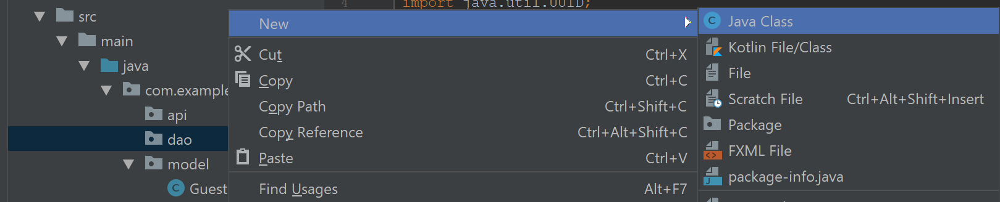 4 import java.util.UUID;
src
main
java
com.example
api
dao
model
Guest
New
Cut Ctrl+X
Copy Ctrl+C
Copy Path Ctrl+Shift+C
Copy Reference Ctrl+Alt+Shift+C
Paste Ctrl+V
Find Usages Alt+F7
Java Class
Kotlin File/Class
File
Scratch File Ctrl+Alt+Shift+Insert
Package
FXML File
package-info.java